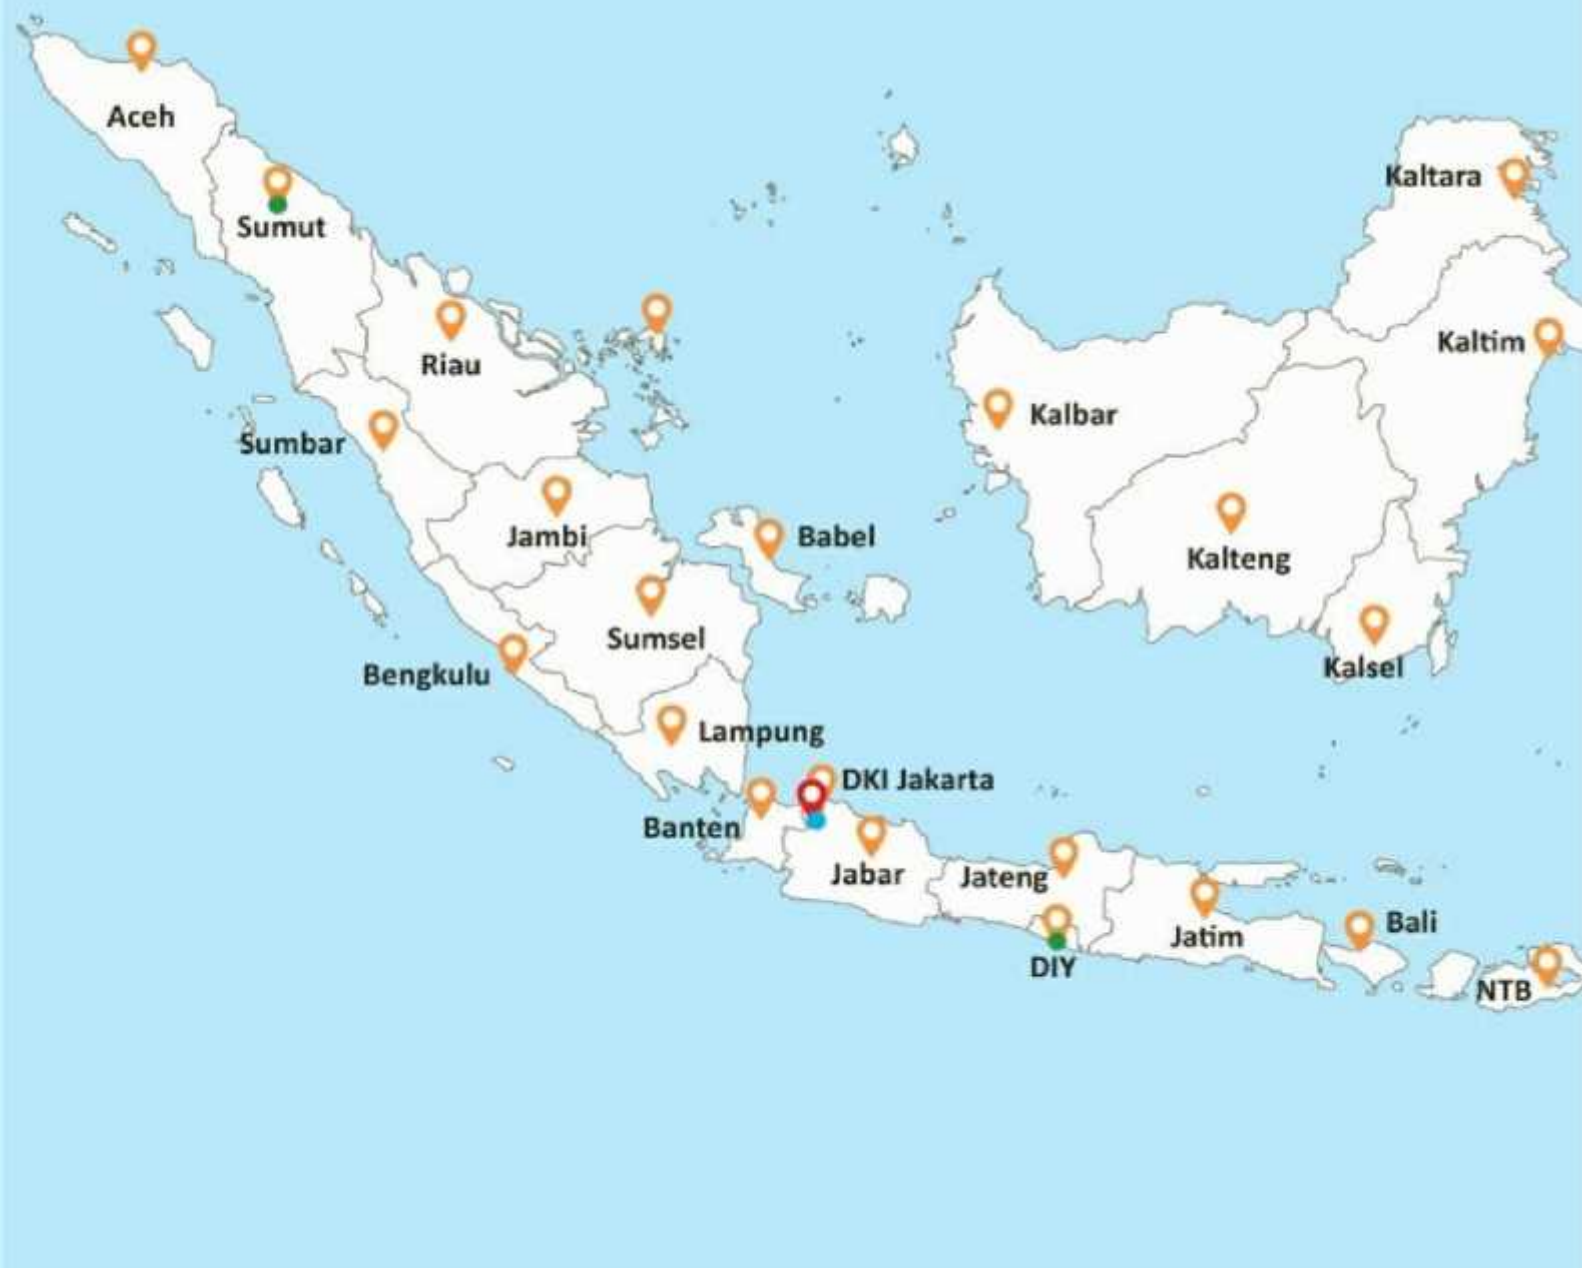 Aceh
Kaltara
Sumut
Kaltim
Riau
Kalbar
Sumbar
Jambi
Babel
Kalteng
Sumsel
Kalsel
Bengkulu
Lampung
DKI Jakarta
Banten
Jabar
Jateng
Bali
Jatim
DIY
NTB